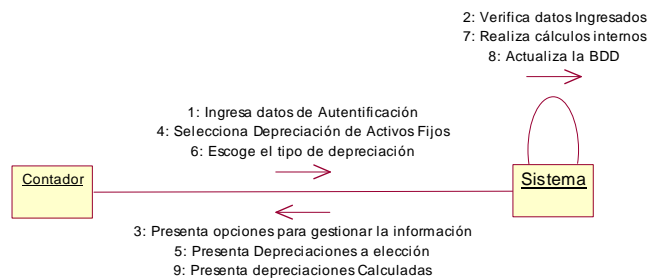 2: Verifica datos Ingresados
7: Realiza cálculos internos
8: Actualiza la BDD
1: Ingresa datos de Autentificación
4: Selecciona Depreciación de Activos Fijos
6: Escoge el tipo de depreciación
Contador
Sistema
3: Presenta opciones para gestionar la información
5: Presenta Depreciaciones a elección
9: Presenta depreciaciones Calculadas